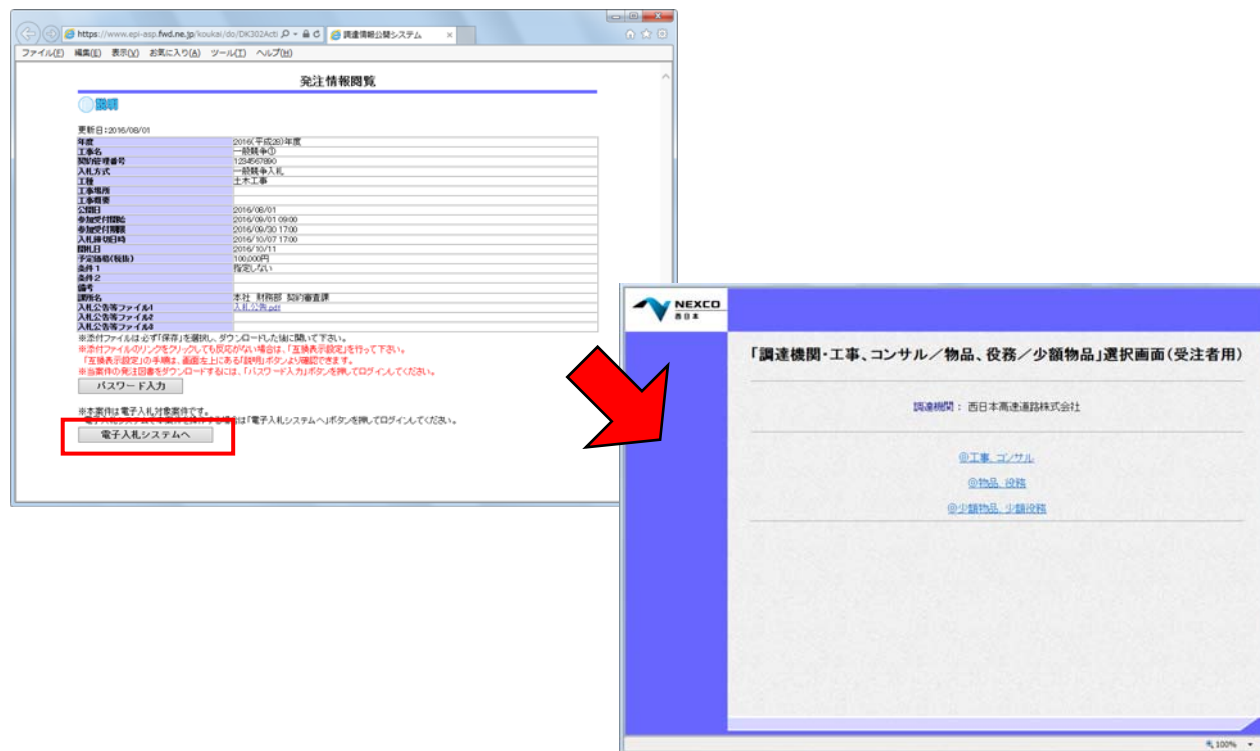 https://www.epi-asp.fwd.ne.jp/koukai/do/DK302Acti
調達情報公開システム
ファイル(F) 編集(E) 表示(V) お気に入り(A) ツール(T) ヘルプ(H)
発注情報閲覧
説明
更新日:2016/08/01
年度 2016(平成28)年度
工事名 一般競争①
契約管理番号 1234567890
入札方式 一般競争入札
工種 土木工事
工事場所
工事概要
公開日 2016/08/01
参加受付開始 2016/09/01 09:00
参加受付期限 2016/09/30 17:00
入札締切日時 2016/10/07 17:00
開札日 2016/10/11
予定価格(税抜) 100,000円
条件1 指定しない
条件2
備考
課所名 本社 財務部 契約審査課
入札公告等ファイル1 入札公告.pdf
入札公告等ファイル2
入札公告等ファイル3
※添付ファイルは必ず「保存」を選択し、ダウンロードした後に開いて下さい。
※添付ファイルのリンクをクリックしても反応がない場合は、「互換表示設定」を行って下さい。
「互換表示設定」の手順は、画面左上にある「説明」ボタンより確認できます。
※当案件の発注図書をダウンロードするには、「パスワード入力」ボタンを押してログインしてください。
パスワード入力
※本案件は電子入札対象案件です。
電子入札システムで本案件を操作する場合は「電子入札システムへ」ボタンを押してログインしてください。
電子入札システムへ
NEXCO
西日本
「調達機関・工事、コンサル/物品、役務/少額物品」選択画面(受注者用)
調達機関: 西日本高速道路株式会社
◎工事、コンサル
◎物品、役務
◎少額物品、少額役務
100%